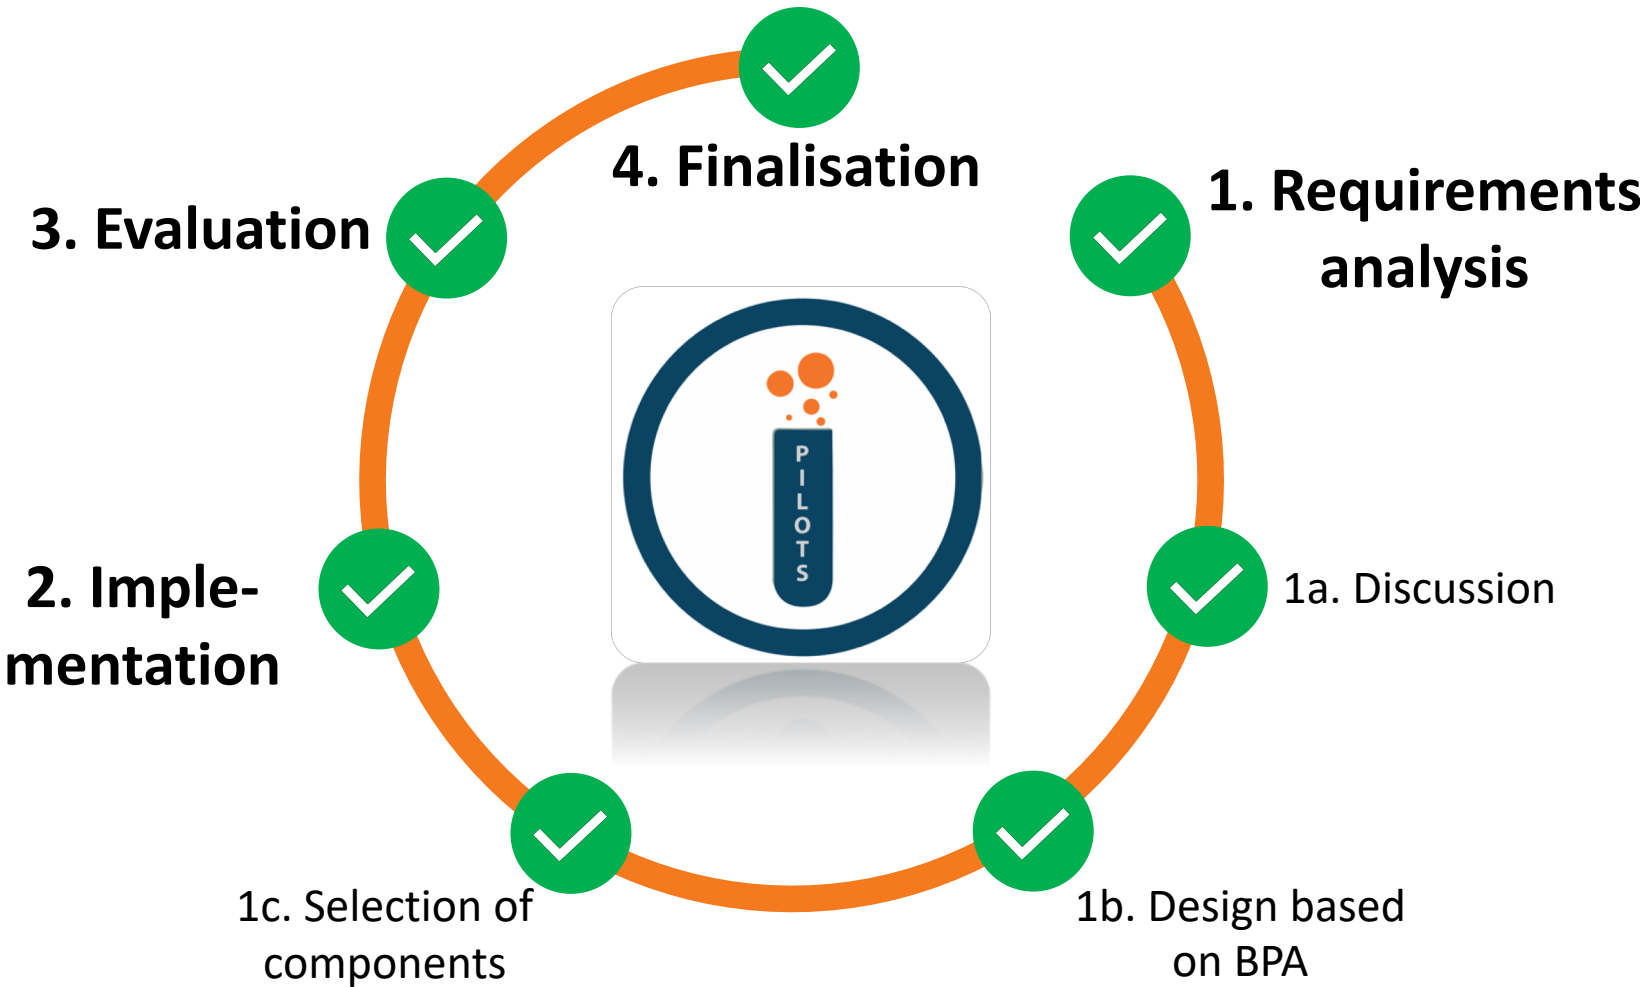 4. Finalisation
1. Requirements
analysis
3. Evaluation
PILOTS
2. Imple-
mentation
1a. Discussion
1c. Selection of
components
1b. Design based
on BPA